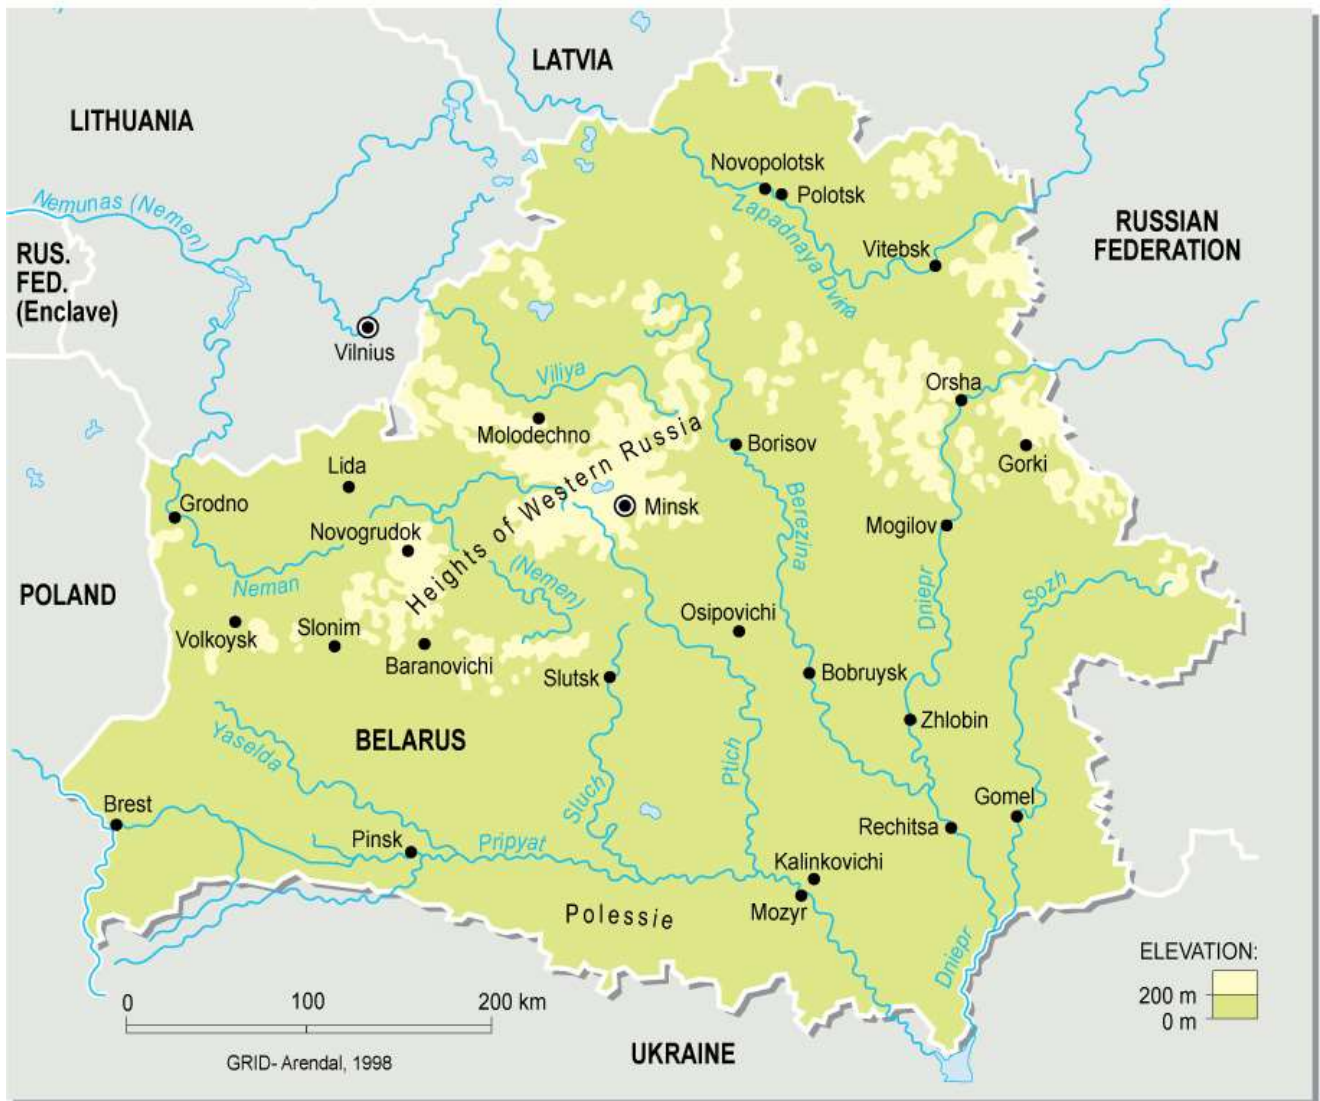 LATVIA
LITHUANIA
Novopolotsk
Polotsk
Nemunas (Nemen)
Zapadnaya Dvina
RUSSIAN
FEDERATION
RUS.
FED.
(Enclave)
Vitebsk
Vilnius
Viliya
Orsha
Molodechno
Borisov
Gorki
Heights of Western Russia
Lida
Grodno
Minsk
Berezina
Mogilov
Novogrudok
(Nemen)
Neman
POLAND
Dniepr
Sozh
Osipovichi
Volkoysk
Slonim
Baranovichi
Slutsk
Bobruysk
Zhlobin
BELARUS
Yaselda
Ptich
Sluch
Brest
Gomel
Rechitsa
Pinsk
Pripyat
Kalinkovichi
Mozyr
Polessie
Dniepr
ELEVATION:
200 m
0 m
0 100 200 km
GRID- Arendal, 1998
UKRAINE